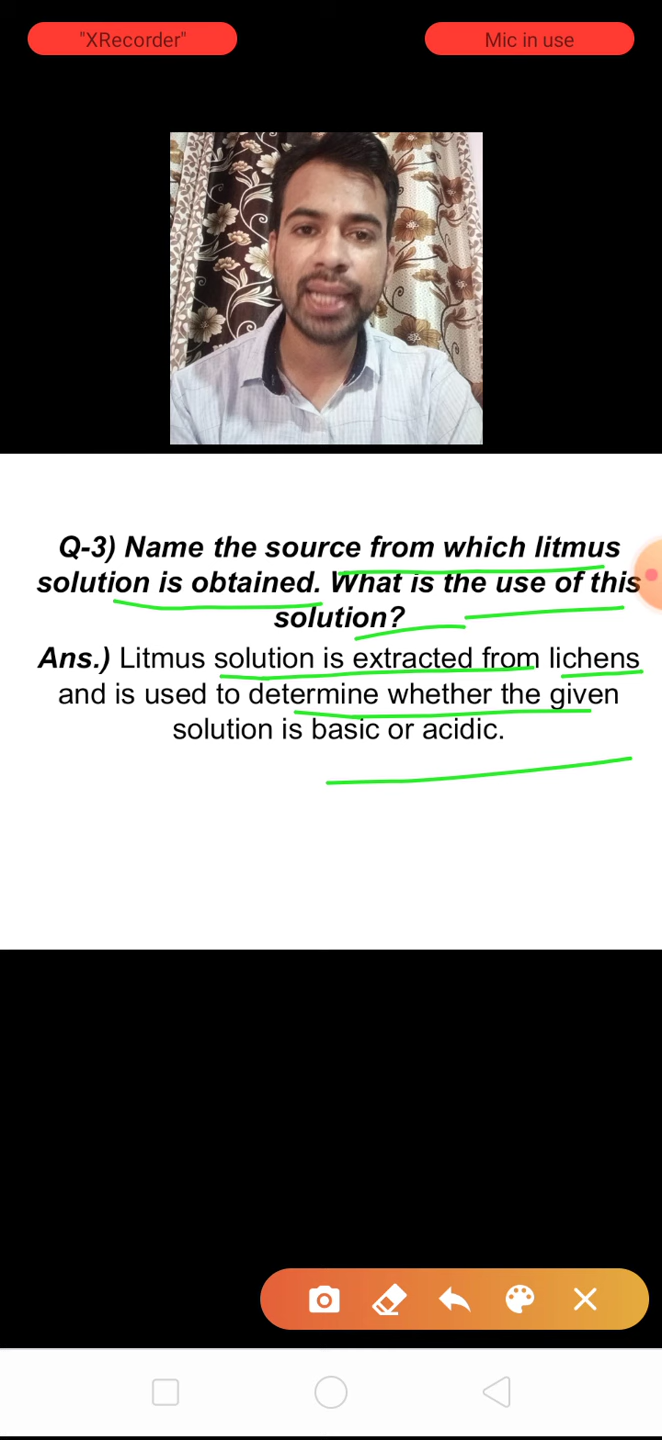 "XRecorder"
Mic in use
Q-3) Name the source from which litmus
solution is obtained. What is the use of this
solution?
Ans.) Litmus solution is extracted from lichens
and is used to determine whether the given
solution is basic or acidic.